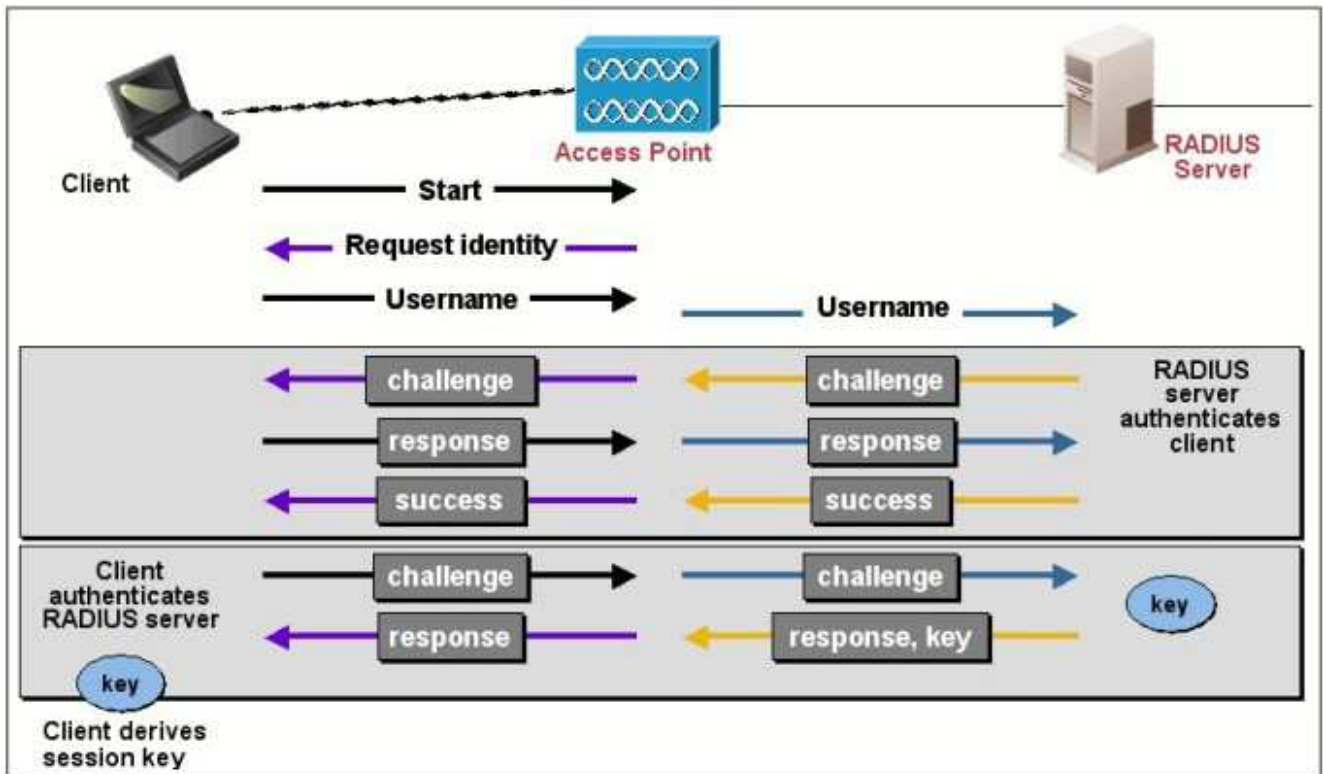 Client
Access Point
RADIUS
Server
Start
Request identity
Username
Username
challenge
challenge
RADIUS
server
authenticates
client
response
response
success
success
Client
authenticates
RADIUS server
challenge
challenge
key
response
response, key
key
Client derives
session key